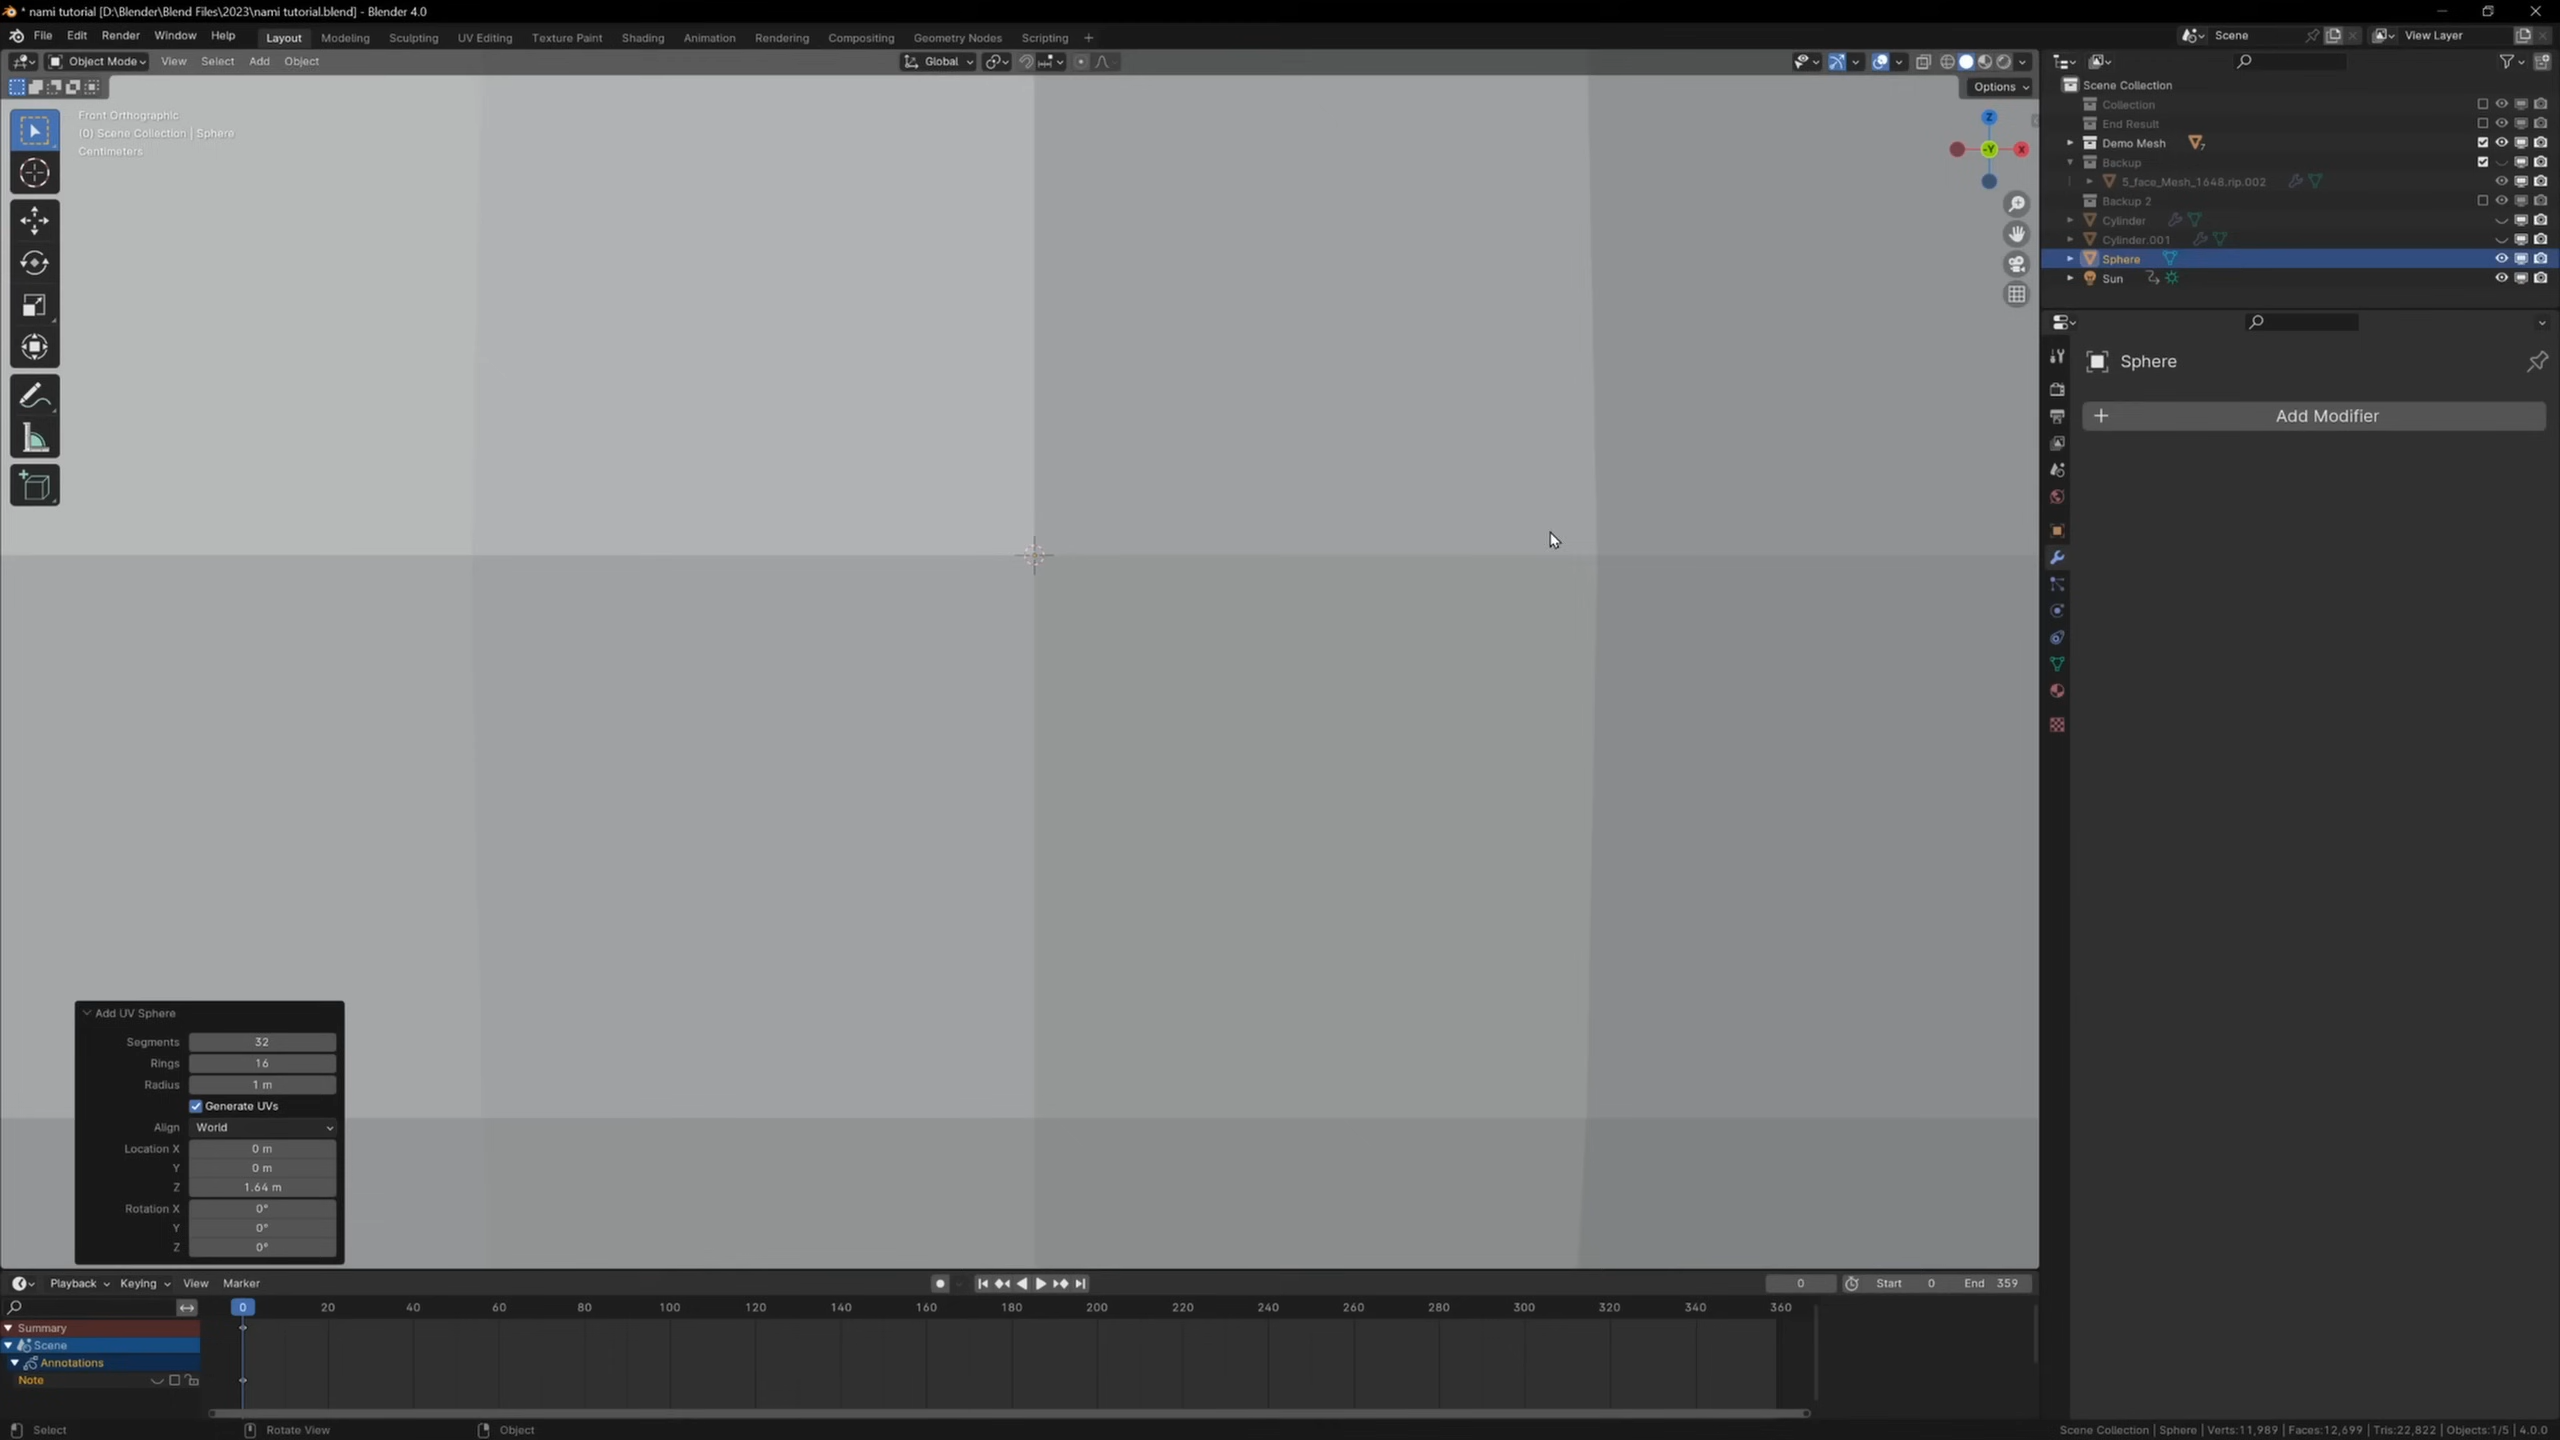 * nami tutorial [D:\Blender\Blend Files\2023\nami tutorial.blend] - Blender 4.0
File Edit Render Window Help Layout Modeling Sculpting UV Editing Texture Paint Shading Animation Rendering Compositing Geometry Nodes Scripting + Scene View Layer
Object Mode View Select Add Object Global
Options
Front Orthographic
(0) Scene Collection | Sphere
Centimeters
Z
-Y
X
Scene Collection
Collection
End Result
Demo Mesh 7
Backup
5_face_Mesh_1648.rip.002
Backup 2
Cylinder
Cylinder.001
Sphere
Sun
Sphere
+ Add Modifier
Add UV Sphere
Segments 32
Rings 16
Radius 1 m
Generate UVs
Align World
Location X 0 m
Y 0 m
Z 1.64 m
Rotation X 0°
Y 0°
Z 0°
Playback Keying View Marker 0 Start 0 End 359
0 20 40 60 80 100 120 140 160 180 200 220 240 260 280 300 320 340 360
Summary
Scene
Annotations
Note
Select Rotate View Object Scene Collection | Sphere | Verts:11,989 | Faces:12,699 | Tris:22,822 | Objects:1/5 | 4.0.0